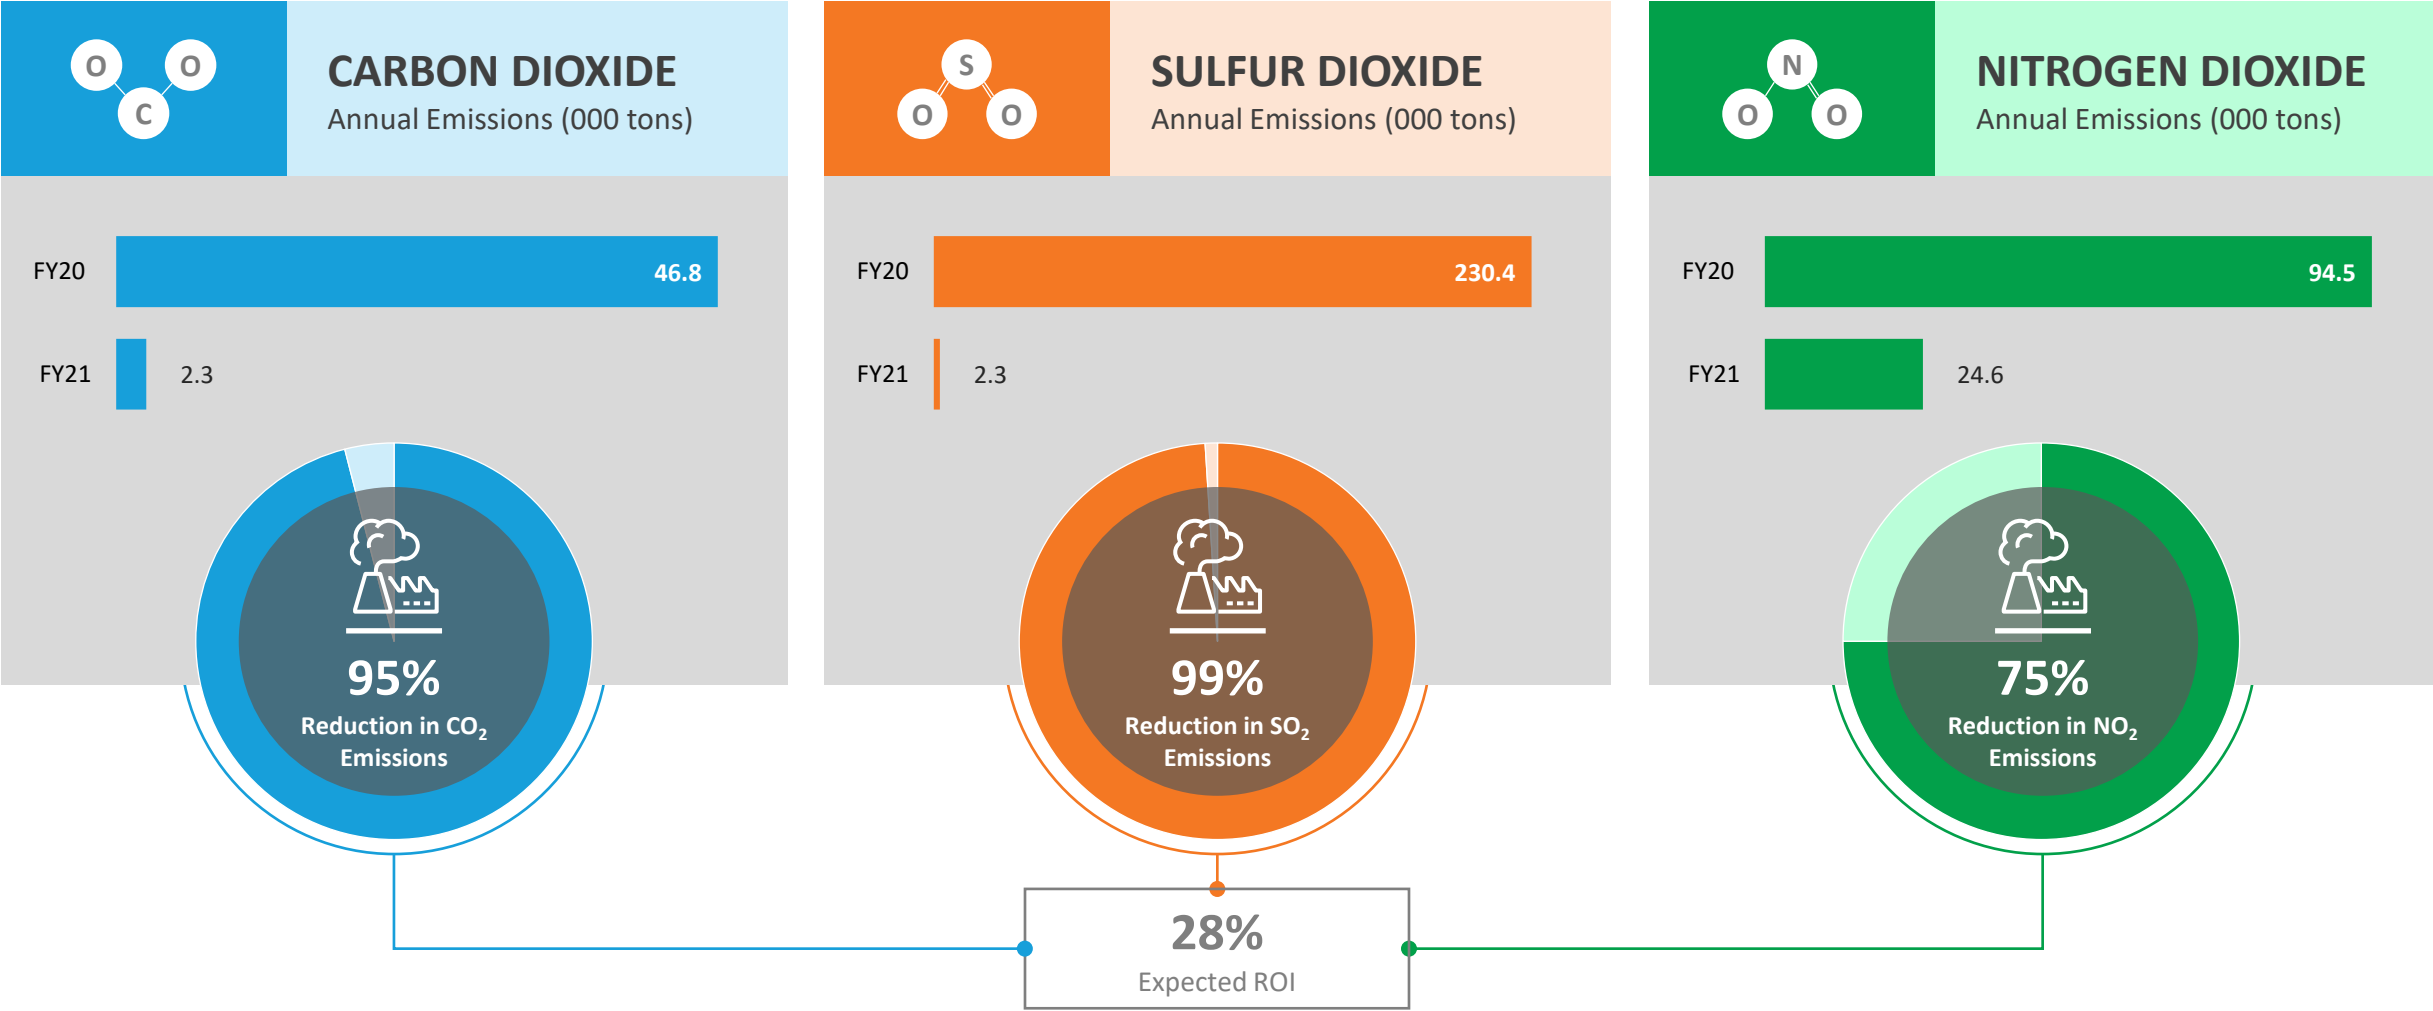 O O
C
CARBON DIOXIDE
Annual Emissions (000 tons)
FY20 46.8
FY21 2.3
95%
Reduction in CO₂
Emissions
S
O O
SULFUR DIOXIDE
Annual Emissions (000 tons)
FY20 230.4
FY21 2.3
99%
Reduction in SO₂
Emissions
N
O O
NITROGEN DIOXIDE
Annual Emissions (000 tons)
FY20 94.5
FY21 24.6
75%
Reduction in NO₂
Emissions
28%
Expected ROI